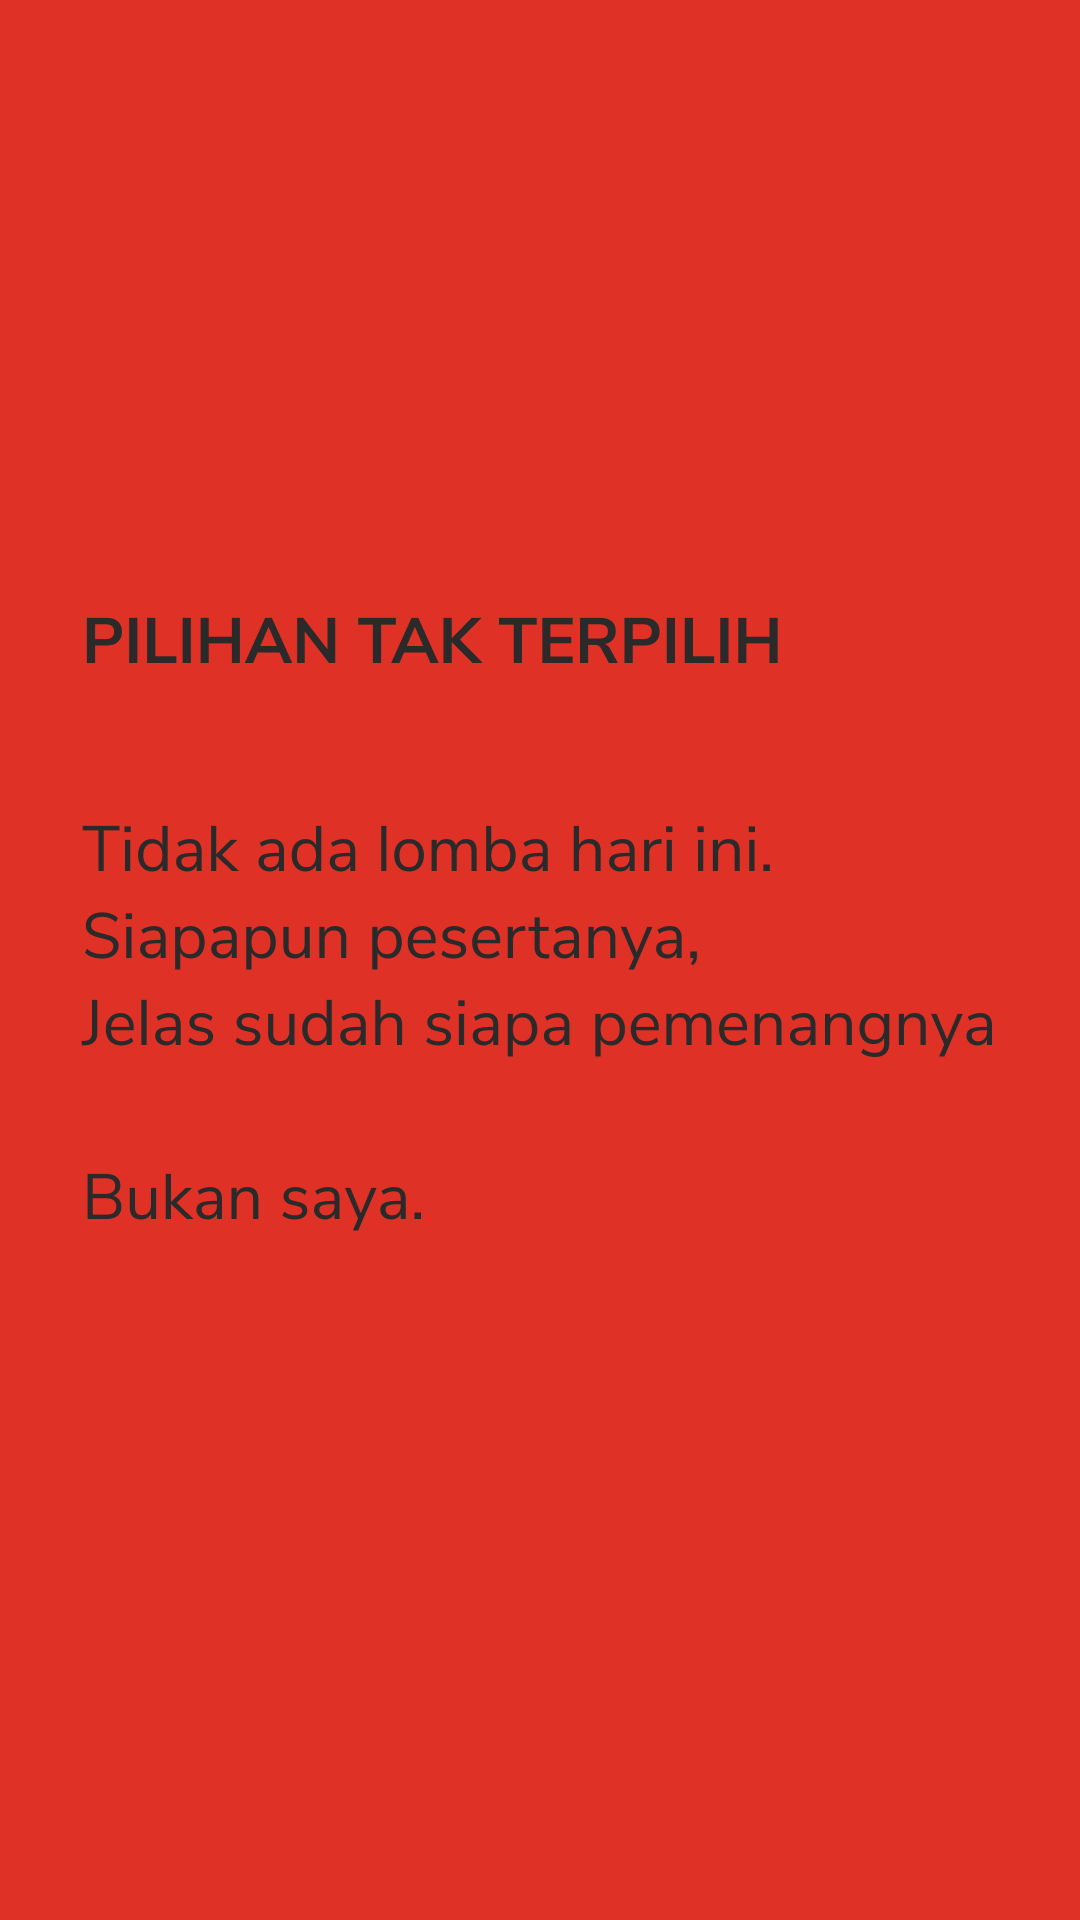 PILIHAN TAK TERPILIH
Tidak ada lomba hari ini.
Siapapun pesertanya,
Jelas sudah siapa pemenangnya
Bukan saya.